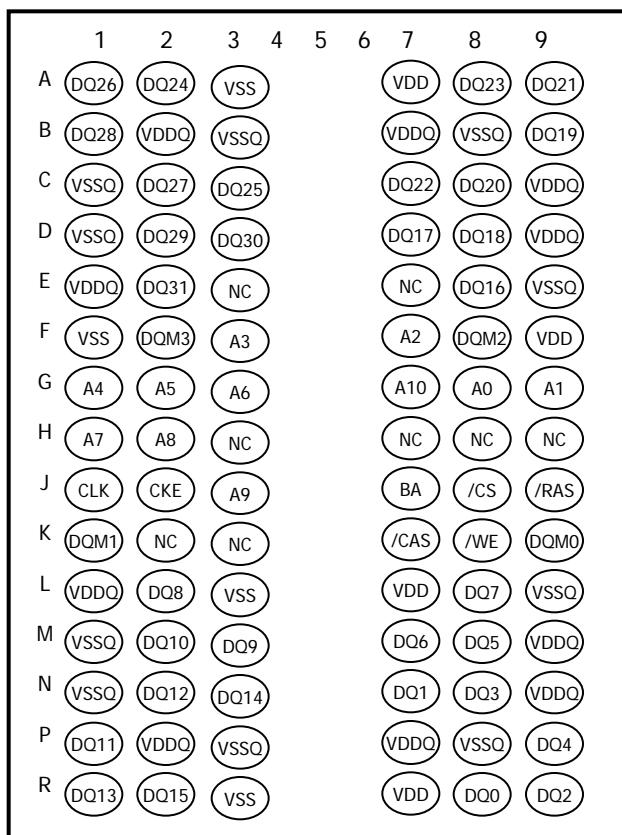 1 2 3 4 5 6 7 8 9
A DQ26 DQ24 VSS VDD DQ23 DQ21
B DQ28 VDDQ VSSQ VDDQ VSSQ DQ19
C VSSQ DQ27 DQ25 DQ22 DQ20 VDDQ
D VSSQ DQ29 DQ30 DQ17 DQ18 VDDQ
E VDDQ DQ31 NC NC DQ16 VSSQ
F VSS DQM3 A3 A2 DQM2 VDD
G A4 A5 A6 A10 A0 A1
H A7 A8 NC NC NC NC
J CLK CKE A9 BA /CS /RAS
K DQM1 NC NC /CAS /WE DQM0
L VDDQ DQ8 VSS VDD DQ7 VSSQ
M VSSQ DQ10 DQ9 DQ6 DQ5 VDDQ
N VSSQ DQ12 DQ14 DQ1 DQ3 VDDQ
P DQ11 VDDQ VSSQ VDDQ VSSQ DQ4
R DQ13 DQ15 VSS VDD DQ0 DQ2